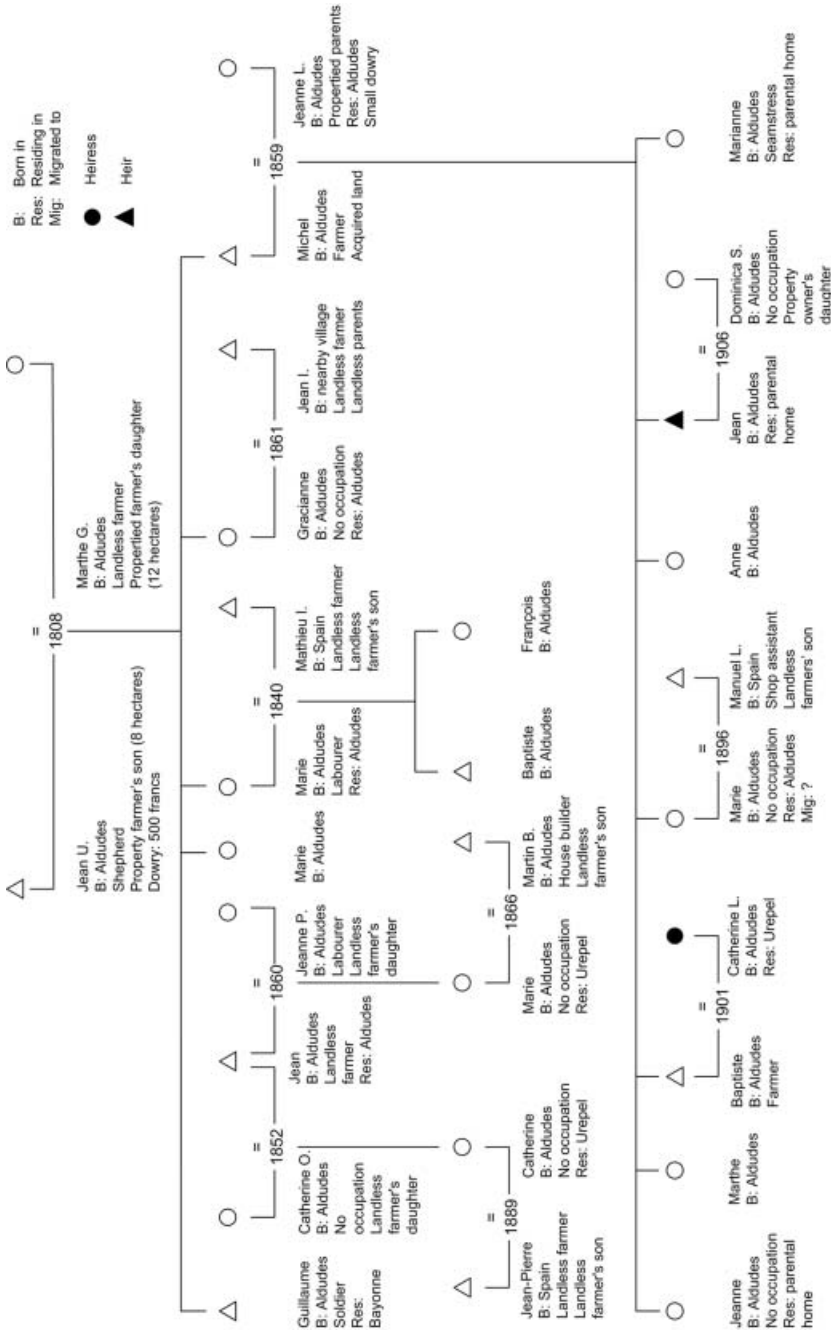 B: Born in
Res: Residing in
Mig: Migrated to
Heiress
Heir
=
1808
Jean U.
B: Aldudes
Shepherd
Property farmer's son (8 hectares)
Dowry: 500 francs
Marthe G.
B: Aldudes
Landless farmer
Propertied farmer's daughter
(12 hectares)
=
1852
=
1860
=
1840
=
1861
=
1859
Guillaume
B: Aldudes
Soldier
Res:
Bayonne
Catherine O.
B: Aldudes
No
occupation
Landless
farmer's
daughter
Jean
B: Aldudes
Landless
farmer
Res: Aldudes
Jeanne P.
B: Aldudes
Labourer
Landless
farmer's
daughter
Marie
B: Aldudes
Marie
B: Aldudes
Labourer
Res: Aldudes
Mathieu I.
B: Spain
Landless farmer
Landless
farmer's son
Gracianne
B: Aldudes
No occupation
Res: Aldudes
Jean I.
B: nearby village
Landless farmer
Landless parents
Michel
B: Aldudes
Farmer
Acquired land
Jeanne L.
B: Aldudes
Propertied parents
Res: Aldudes
Small dowry
=
1889
=
1866
Jean-Pierre
B: Spain
Landless farmer
Landless
farmer's son
Catherine
B: Aldudes
No occupation
Res: Urepel
Marie
B: Aldudes
No occupation
Res: Urepel
Martin B.
B: Aldudes
House builder
Landless
farmer's son
Baptiste
B: Aldudes
François
B: Aldudes
=
1901
=
1896
=
1906
Jeanne
B: Aldudes
No occupation
Res: parental
home
Marthe
B: Aldudes
Baptiste
B: Aldudes
Farmer
Catherine L.
B: Aldudes
Res: Urepel
Marie
B: Aldudes
No occupation
Res: Aldudes
Mig: ?
Manuel L.
B: Spain
Shop assistant
Landless
farmers' son
Anne
B: Aldudes
Jean
B: Aldudes
Res: parental
home
Dominica S.
B: Aldudes
No occupation
Property
owner's
daughter
Marianne
B: Aldudes
Seamstress
Res: parental home